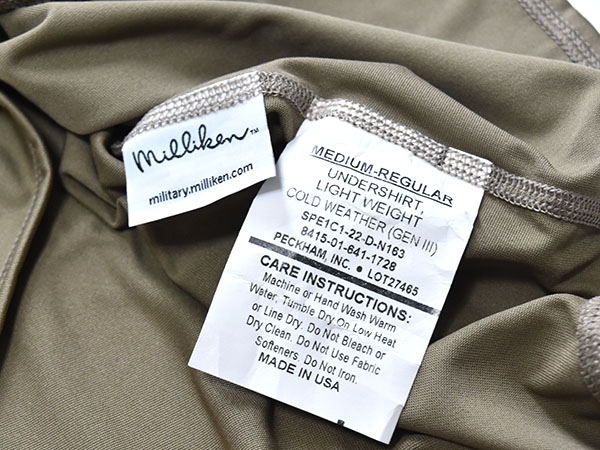 Milliken™
military.milliken.com
MEDIUM-REGULAR
UNDERSHIRT,
LIGHT WEIGHT
COLD WEATHER (GEN III)
SPE1C1-22-D-N163
8415-01-641-1728
PECKHAM, INC. • LOT27465
CARE INSTRUCTIONS:
Machine or Hand Wash Warm
Water, Tumble Dry On Low Heat
or Line Dry. Do Not Bleach or
Dry Clean. Do Not Use Fabric
Softeners. Do Not Iron.
MADE IN USA